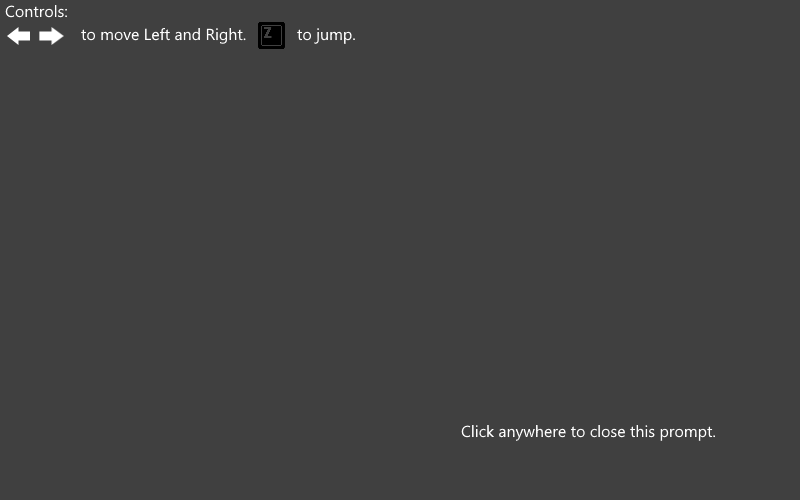 Controls:
to move Left and Right. Z to jump.
Click anywhere to close this prompt.